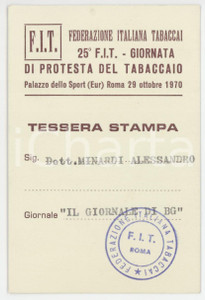 F.I.T.
FEDERAZIONE ITALIANA TABACCAI
25° F.I.T. - GIORNATA
DI PROTESTA DEL TABACCAIO
Palazzo dello Sport (Eur) Roma 29 ottobre 1970
TESSERA STAMPA
Sig. Dott.MINARDI ALESSANDRO
Giornale "IL GIORNALE DI BG"
FEDERAZIONE ITALIANA TABACCAI
F.I.T.
ROMA